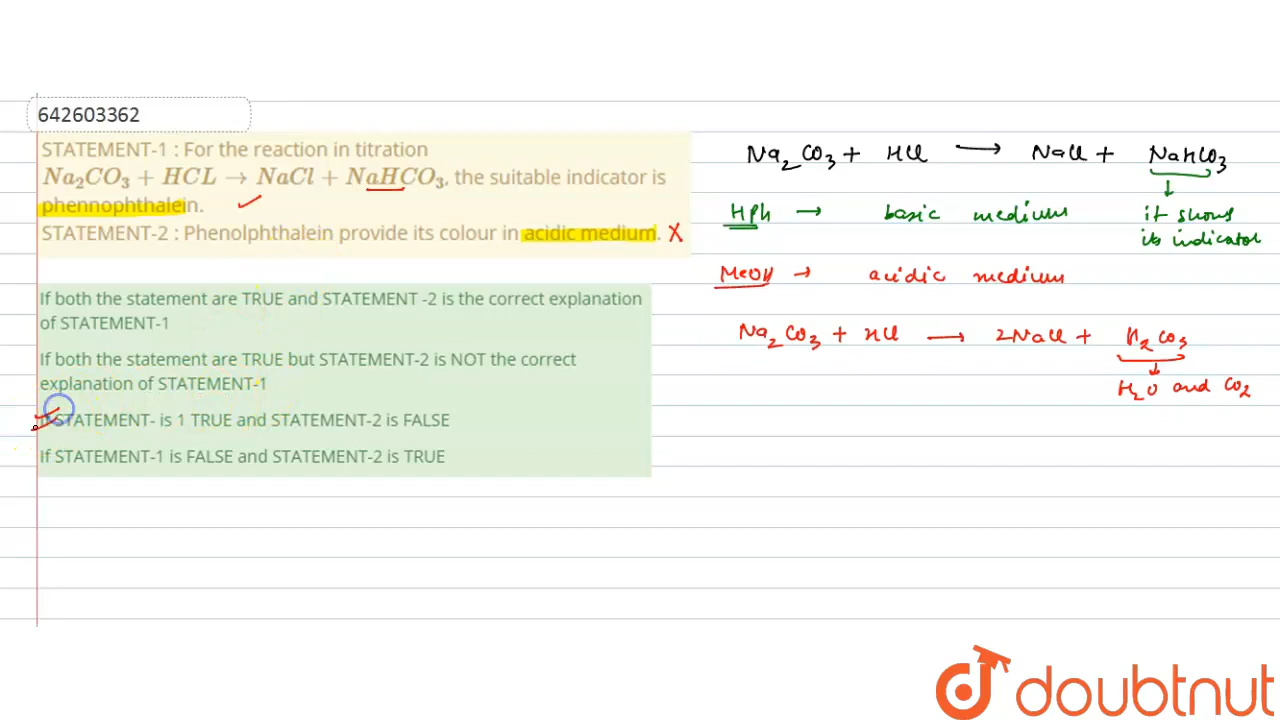 642603362
STATEMENT-1 : For the reaction in titration
Na₂CO₃ + HCL → NaCl + NaHCO₃, the suitable indicator is
phennophthalein.
STATEMENT-2 : Phenolphthalein provide its colour in acidic medium. X
If both the statement are TRUE and STATEMENT -2 is the correct explanation
of STATEMENT-1
If both the statement are TRUE but STATEMENT-2 is NOT the correct
explanation of STATEMENT-1
If STATEMENT- is 1 TRUE and STATEMENT-2 is FALSE
If STATEMENT-1 is FALSE and STATEMENT-2 is TRUE
Na₂CO₃ + HCl → NaCl + NaHCO₃
HPh → basic medium it shows
its indicator
MeOH → acidic medium
Na₂CO₃ + HCl → 2NaCl + H₂CO₃
H₂O and CO₂
doubtnut